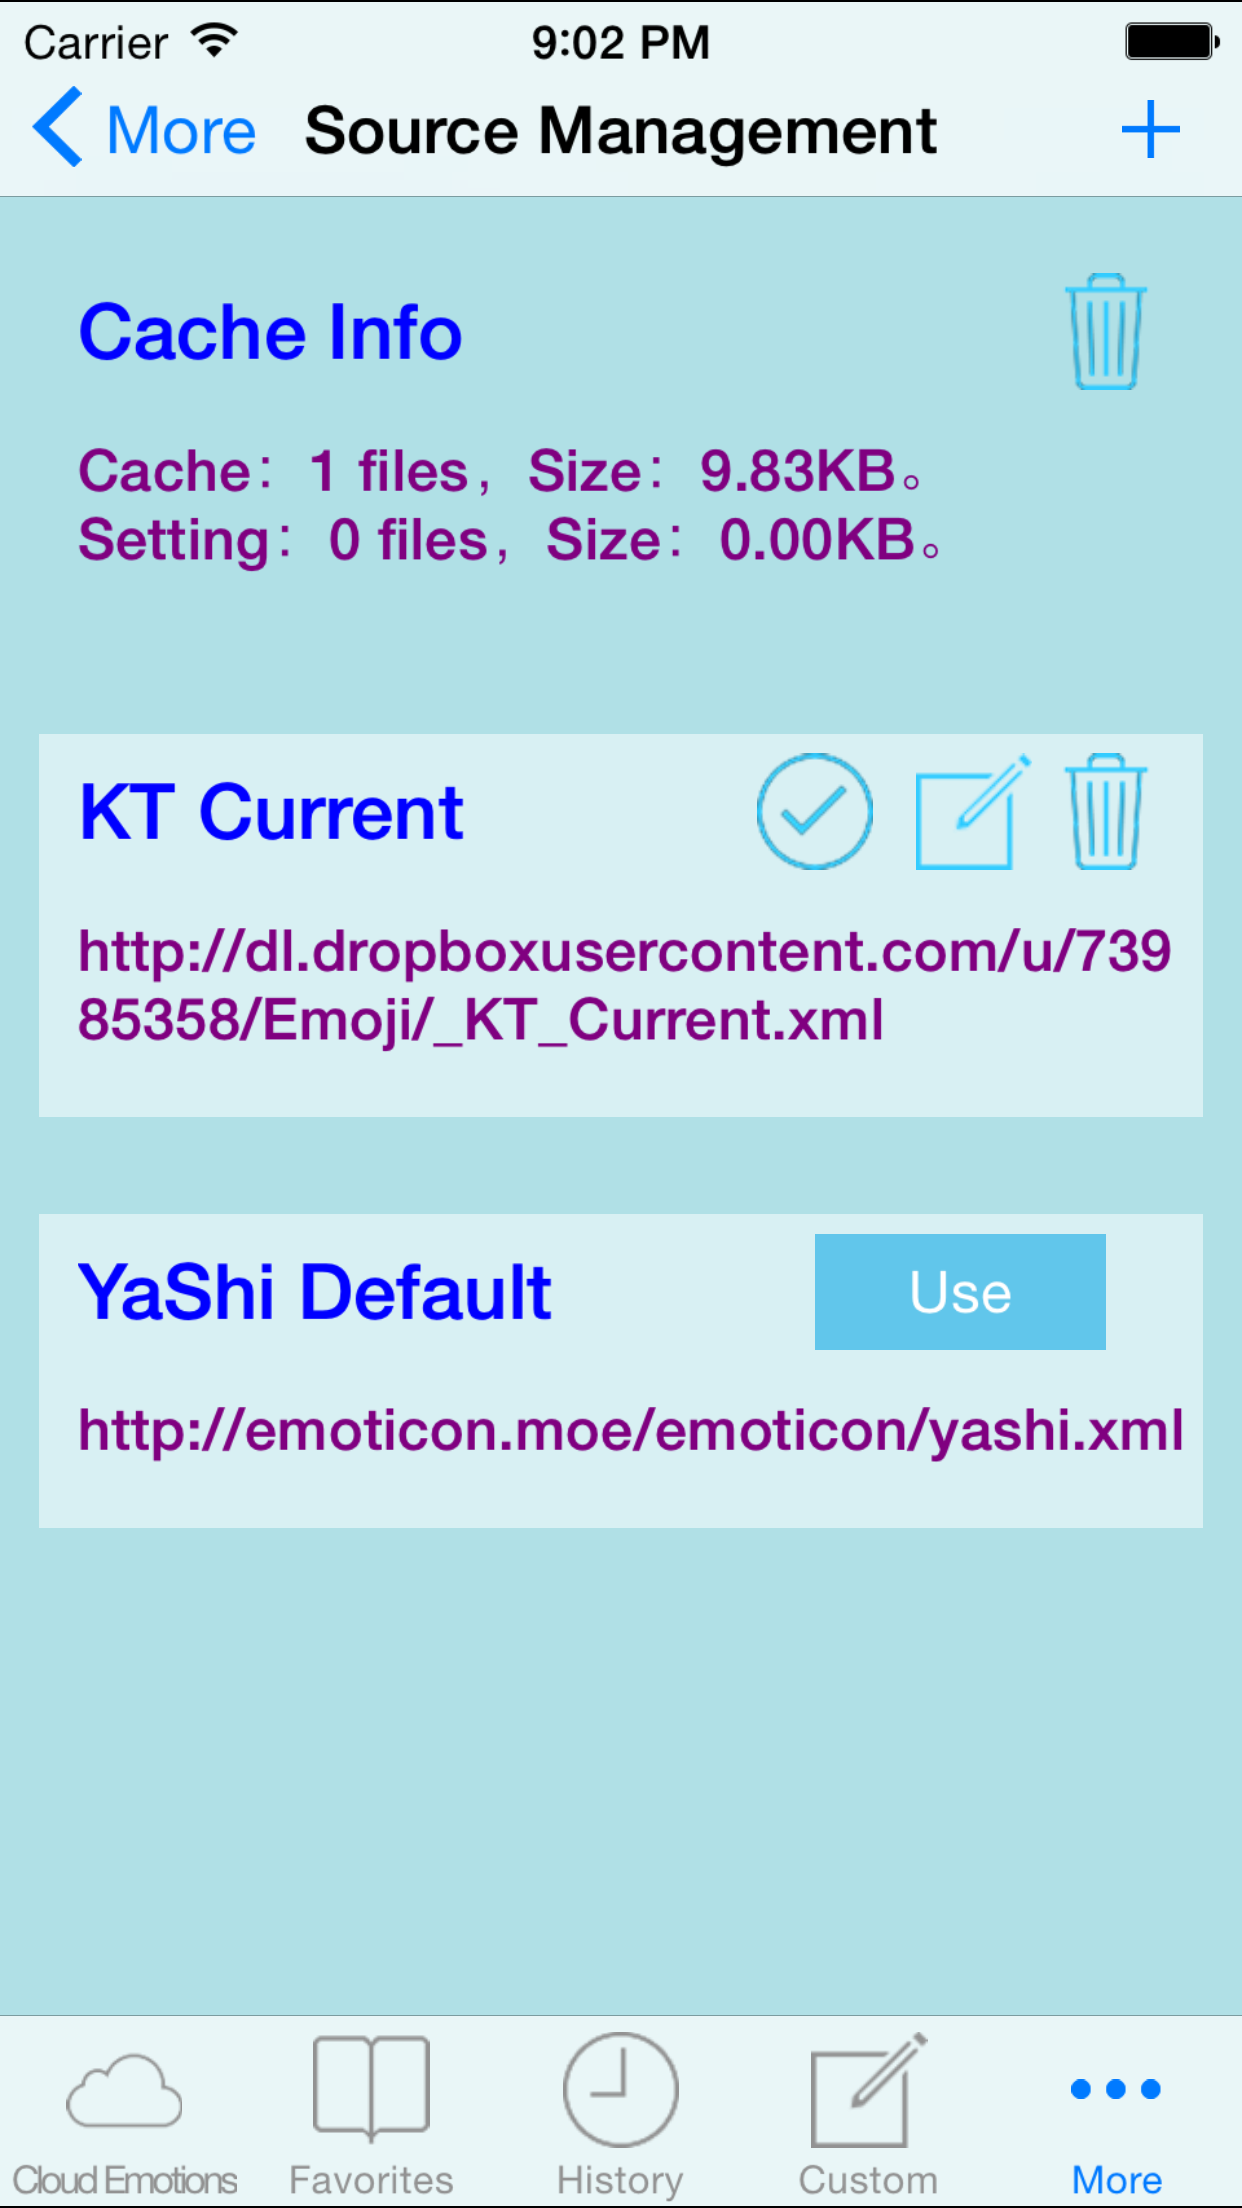 Carrier 9:02 PM
More Source Management
Cache Info
Cache：1 files，Size：9.83KB。
Setting：0 files，Size：0.00KB。
KT Current
http://dl.dropboxusercontent.com/u/739
85358/Emoji/_KT_Current.xml
YaShi Default Use
http://emoticon.moe/emoticon/yashi.xml
Cloud Emotions Favorites History Custom More